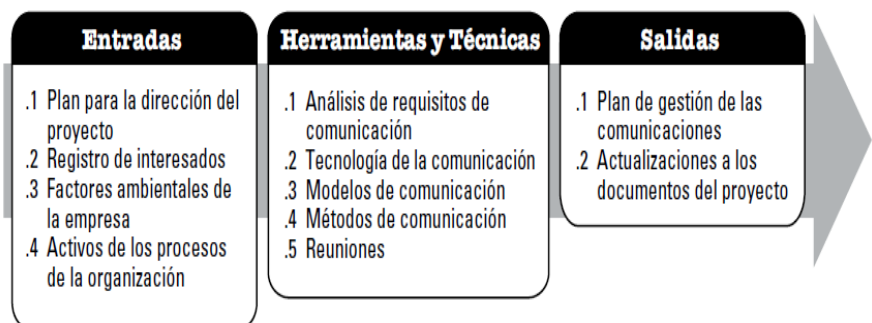 Entradas
.1 Plan para la dirección del
proyecto
.2 Registro de interesados
.3 Factores ambientales de
la empresa
.4 Activos de los procesos
de la organización
Herramientas y Técnicas
.1 Análisis de requisitos de
comunicación
.2 Tecnología de la comunicación
.3 Modelos de comunicación
.4 Métodos de comunicación
.5 Reuniones
Salidas
.1 Plan de gestión de las
comunicaciones
.2 Actualizaciones a los
documentos del proyecto